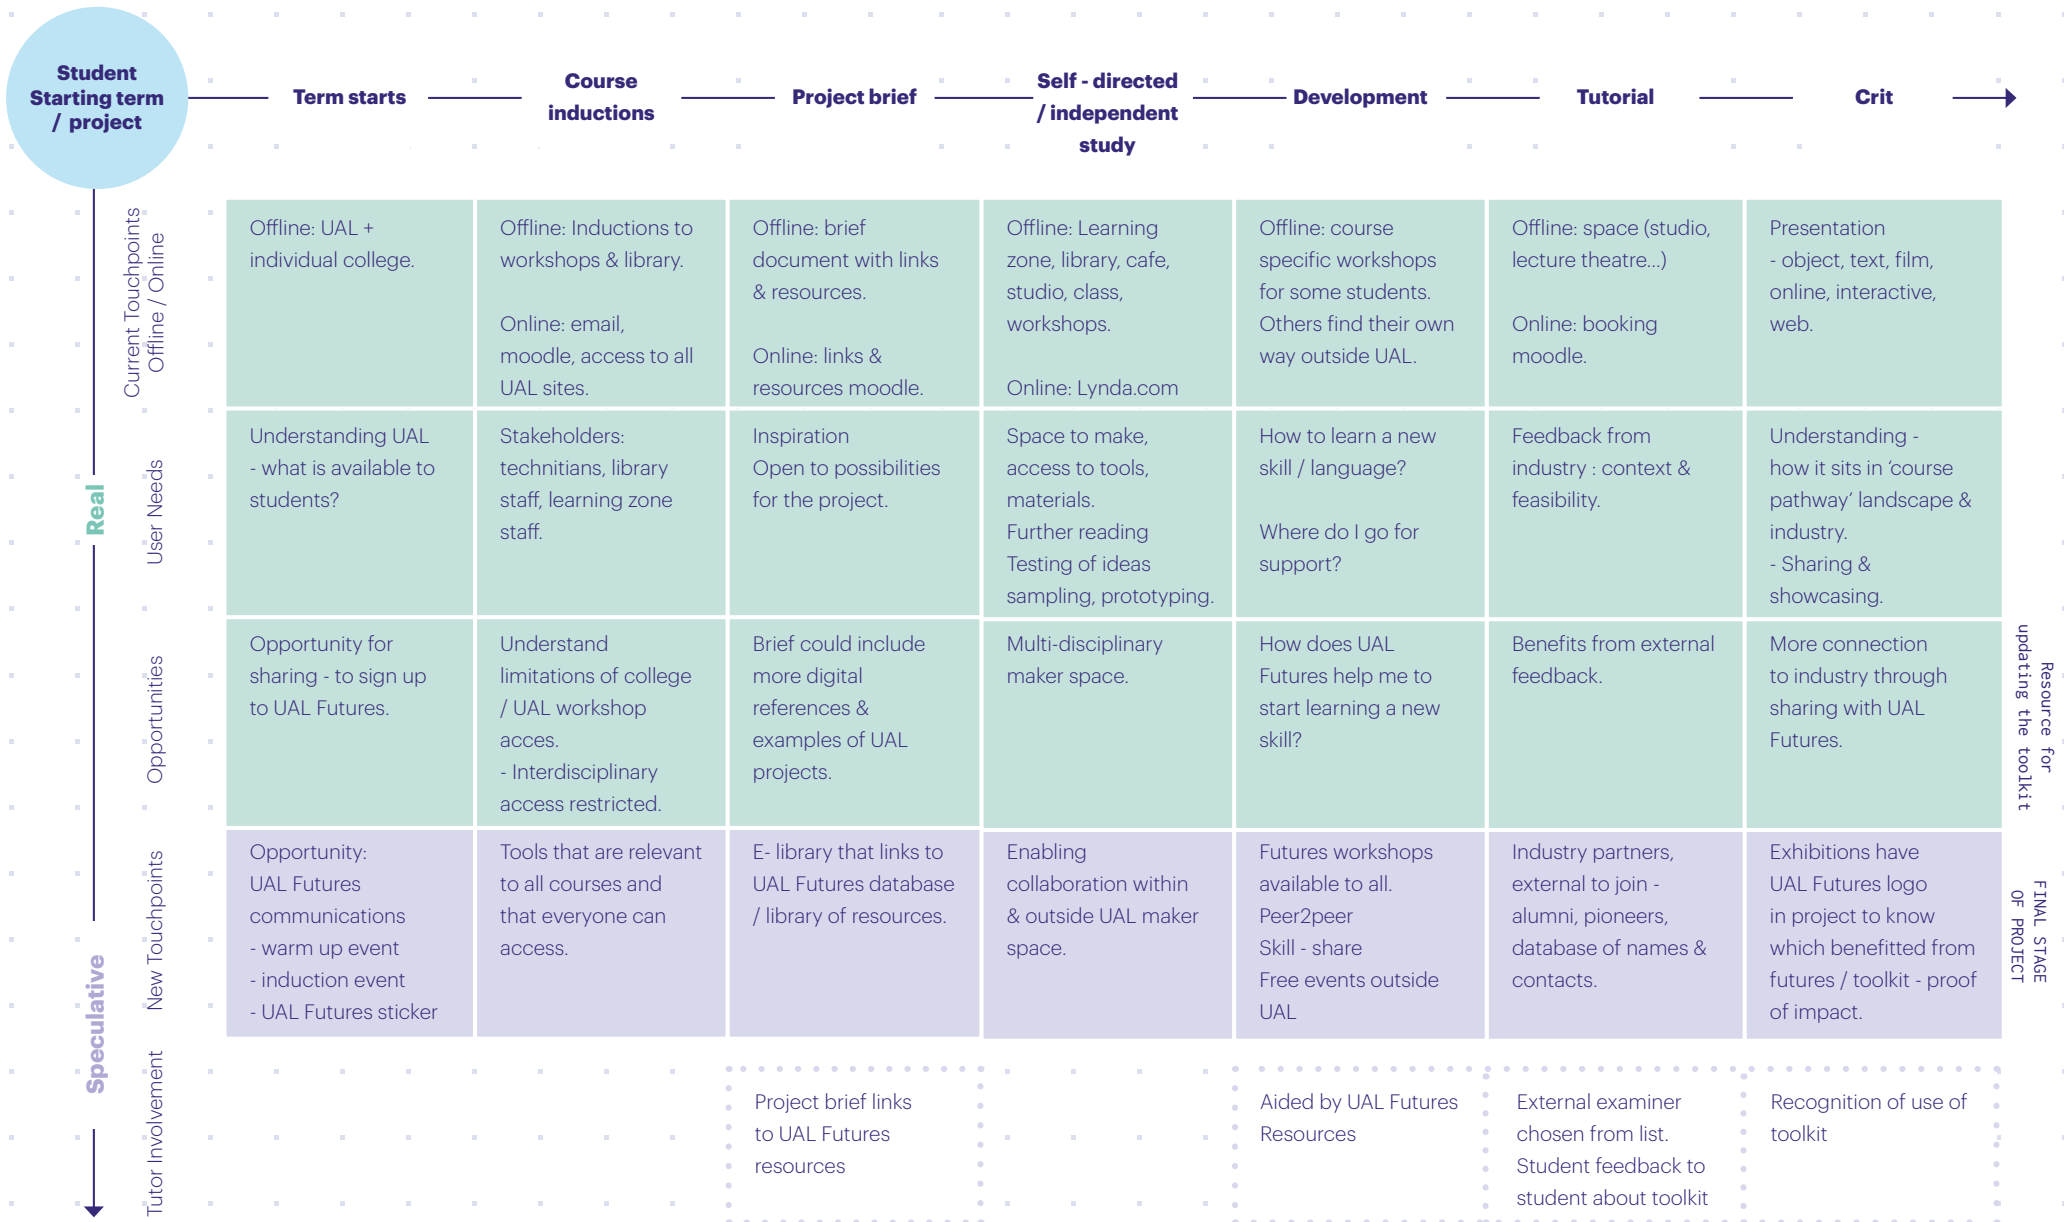 Student
Starting term
/ project
Term starts
Course
inductions
Project brief
Self - directed
/ independent
study
Development
Tutorial
Crit
Current Touchpoints
Offline / Online
Offline: UAL +
individual college.
Offline: Inductions to
workshops & library.
Online: email,
moodle, access to all
UAL sites.
Offline: brief
document with links
& resources.
Online: links &
resources moodle.
Offline: Learning
zone, library, cafe,
studio, class,
workshops.
Online: Lynda.com
Offline: course
specific workshops
for some students.
Others find their own
way outside UAL.
Offline: space (studio,
lecture theatre...)
Online: booking
moodle.
Presentation
- object, text, film,
online, interactive,
web.
Real
User Needs
Understanding UAL
- what is available to
students?
Stakeholders:
technitians, library
staff, learning zone
staff.
Inspiration
Open to possibilities
for the project.
Space to make,
access to tools,
materials.
Further reading
Testing of ideas
sampling, prototyping.
How to learn a new
skill / language?
Where do I go for
support?
Feedback from
industry : context &
feasibility.
Understanding -
how it sits in ‘course
pathway’ landscape &
industry.
- Sharing &
showcasing.
Opportunities
Opportunity for
sharing - to sign up
to UAL Futures.
Understand
limitations of college
/ UAL workshop
acces.
- Interdisciplinary
access restricted.
Brief could include
more digital
references &
examples of UAL
projects.
Multi-disciplinary
maker space.
How does UAL
Futures help me to
start learning a new
skill?
Benefits from external
feedback.
More connection
to industry through
sharing with UAL
Futures.
Resource for
updating the toolkit
Speculative
New Touchpoints
Opportunity:
UAL Futures
communications
- warm up event
- induction event
- UAL Futures sticker
Tools that are relevant
to all courses and
that everyone can
access.
E- library that links to
UAL Futures database
/ library of resources.
Enabling
collaboration within
& outside UAL maker
space.
Futures workshops
available to all.
Peer2peer
Skill - share
Free events outside
UAL
Industry partners,
external to join -
alumni, pioneers,
database of names &
contacts.
Exhibitions have
UAL Futures logo
in project to know
which benefitted from
futures / toolkit - proof
of impact.
FINAL STAGE
OF PROJECT
Tutor Involvement
Project brief links
to UAL Futures
resources
Aided by UAL Futures
Resources
External examiner
chosen from list.
Student feedback to
student about toolkit
Recognition of use of
toolkit